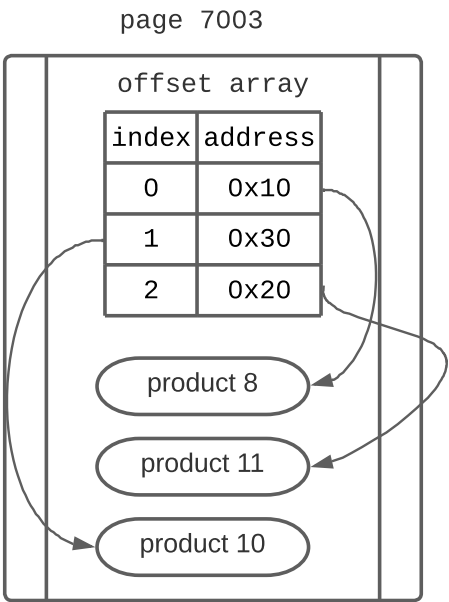 page 7003
offset array
index address
0 0x10
1 0x30
2 0x20
product 8
product 11
product 10